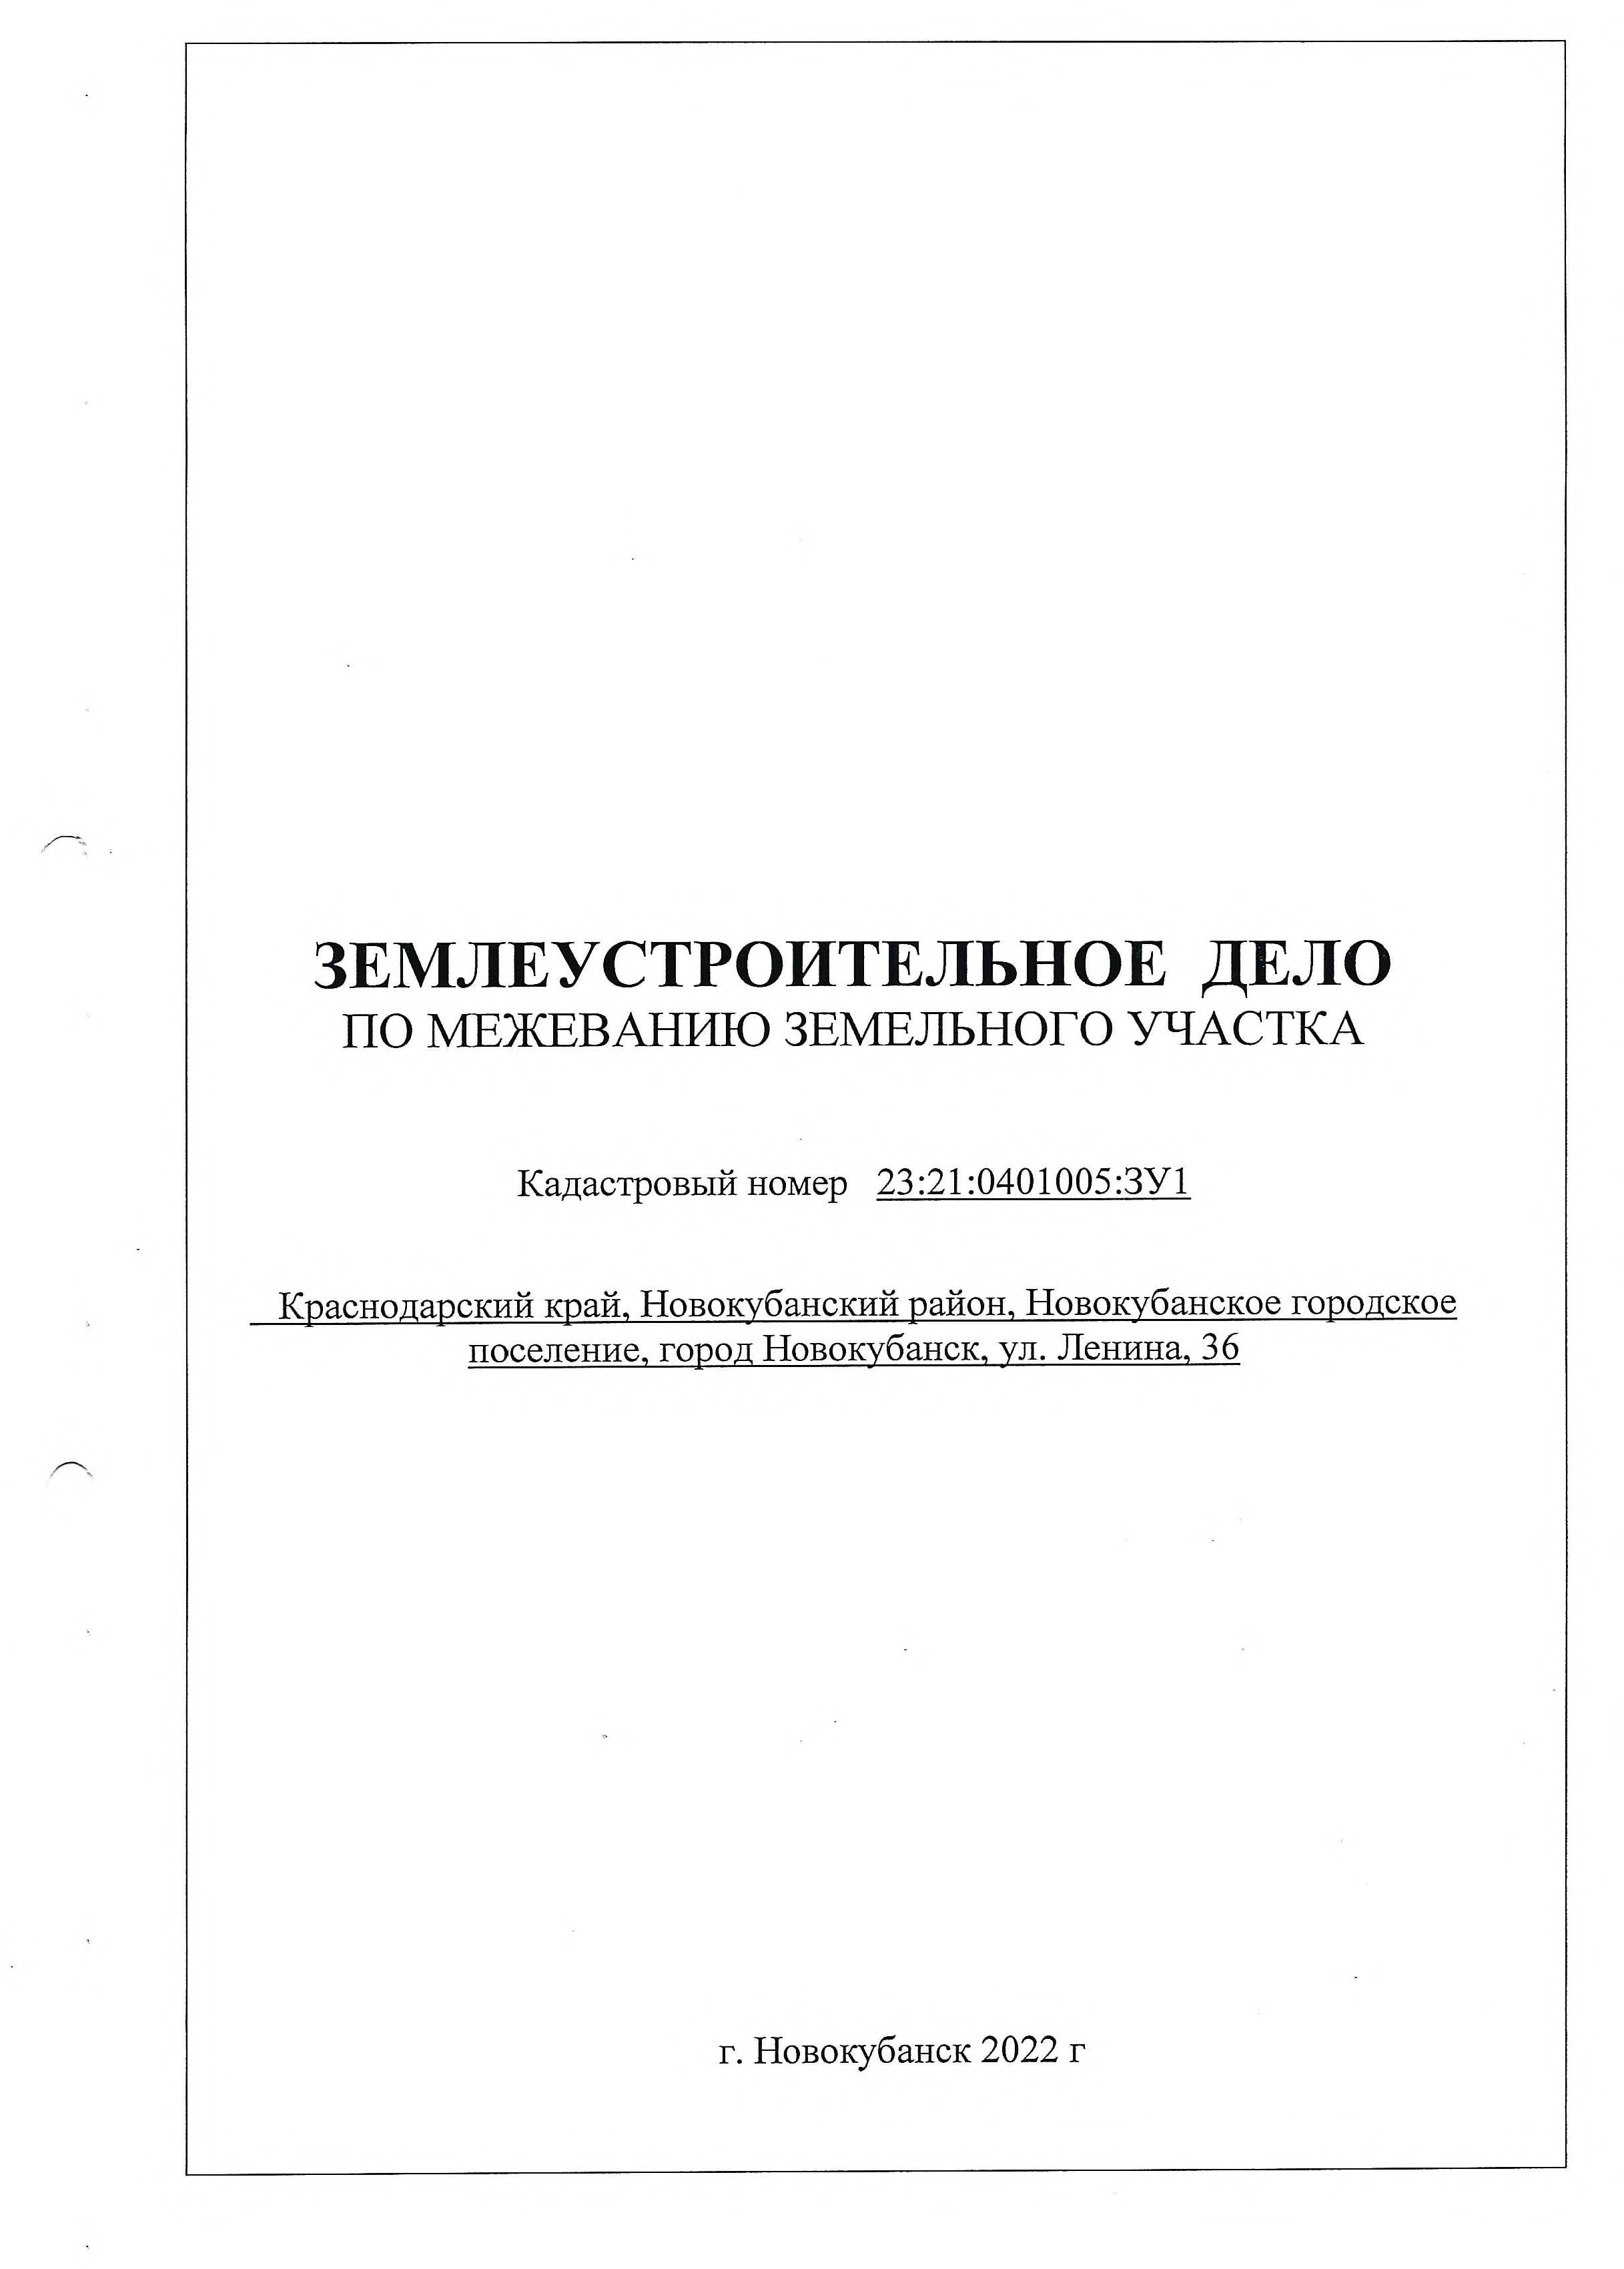 ЗЕМЛЕУСТРОИТЕЛЬНОЕ ДЕЛО
ПО МЕЖЕВАНИЮ ЗЕМЕЛЬНОГО УЧАСТКА
Кадастровый номер 23:21:0401005:ЗУ1
Краснодарский край, Новокубанский район, Новокубанское городское
поселение, город Новокубанск, ул. Ленина, 36
г. Новокубанск 2022 г